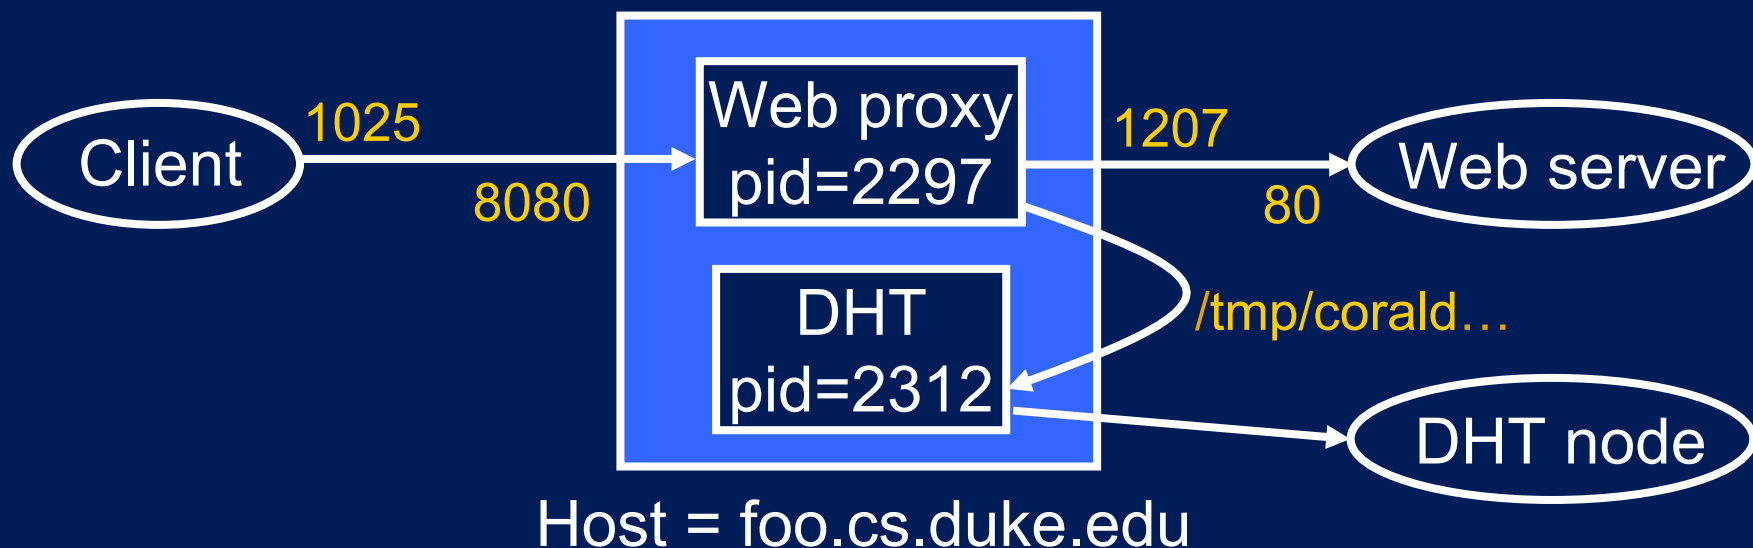 Client
1025
8080
Web proxy
pid=2297
1207
80
Web server
DHT
pid=2312
/tmp/corald…
DHT node
Host = foo.cs.duke.edu